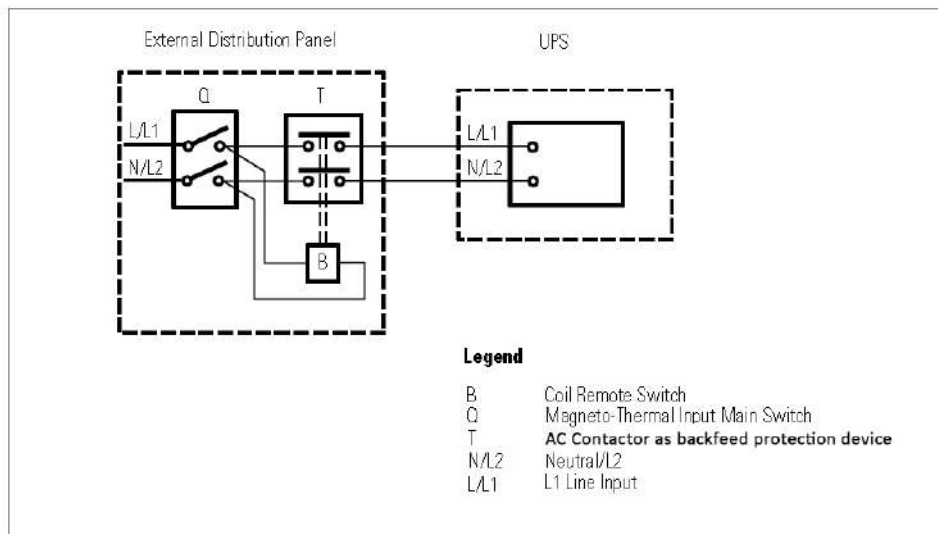 External Distribution Panel
UPS
Q
T
L/L1
N/L2
L/L1
N/L2
B
Legend
B Coil Remote Switch
Q Magneto-Thermal Input Main Switch
T AC Contactor as backfeed protection device
N/L2 Neutral/L2
L/L1 L1 Line Input